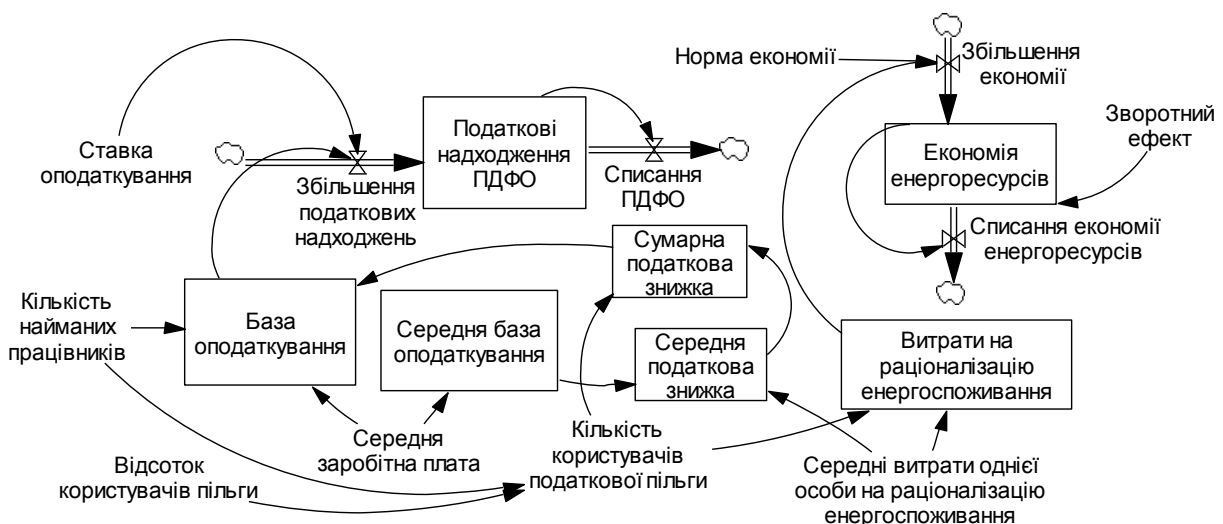 Норма економії
Збільшення
економії
Ставка
оподаткування
Податкові
надходження
ПДФО
Збільшення
податкових
надходжень
Списання
ПДФО
Економія
енергоресурсів
Зворотний
ефект
Списання економії
енергоресурсів
Сумарна
податкова
знижка
Кількість
найманих
працівників
База
оподаткування
Середня база
оподаткування
Середня
податкова
знижка
Витрати на
раціоналізацію
енергоспоживання
Середня
заробітна плата
Кількість
користувачів
податкової пільги
Відсоток
користувачів пільги
Середні витрати однієї
особи на раціоналізацію
енергоспоживання